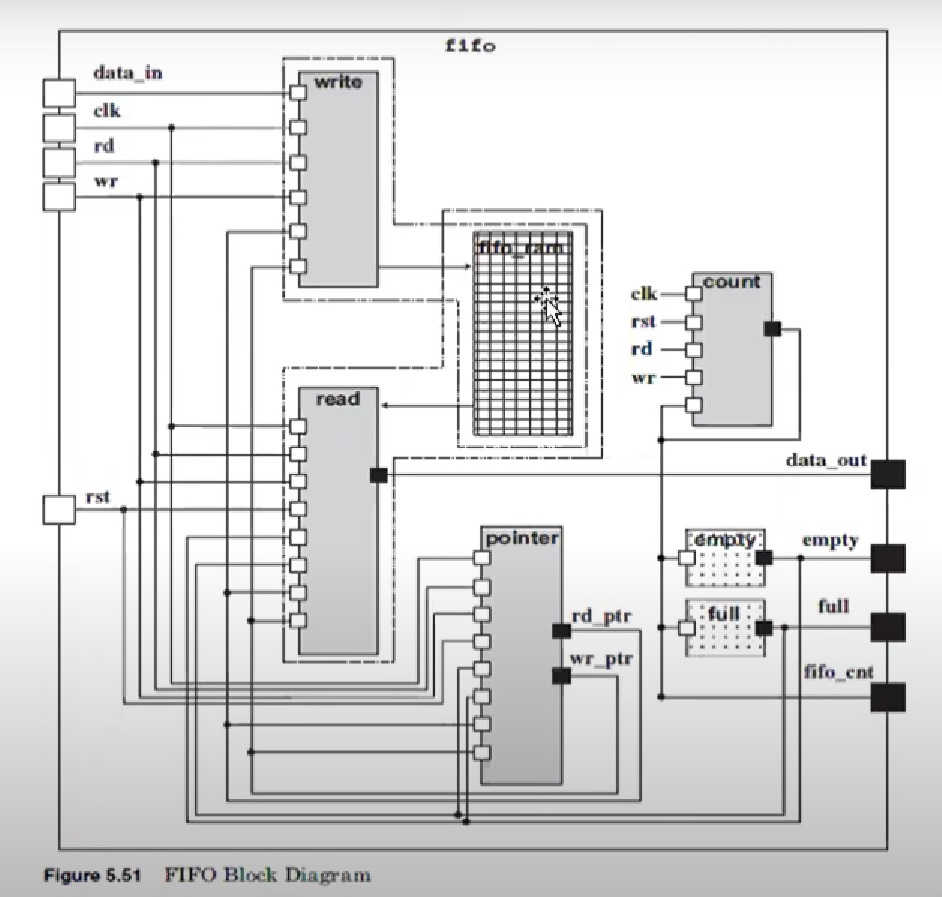 fifo
data_in
write
clk
rd
wr
fifo_ram
count
clk
rst
rd
wr
read
data_out
rst
pointer
empty
empty
rd_ptr
full
full
wr_ptr
fifo_cnt
Figure 5.51 FIFO Block Diagram